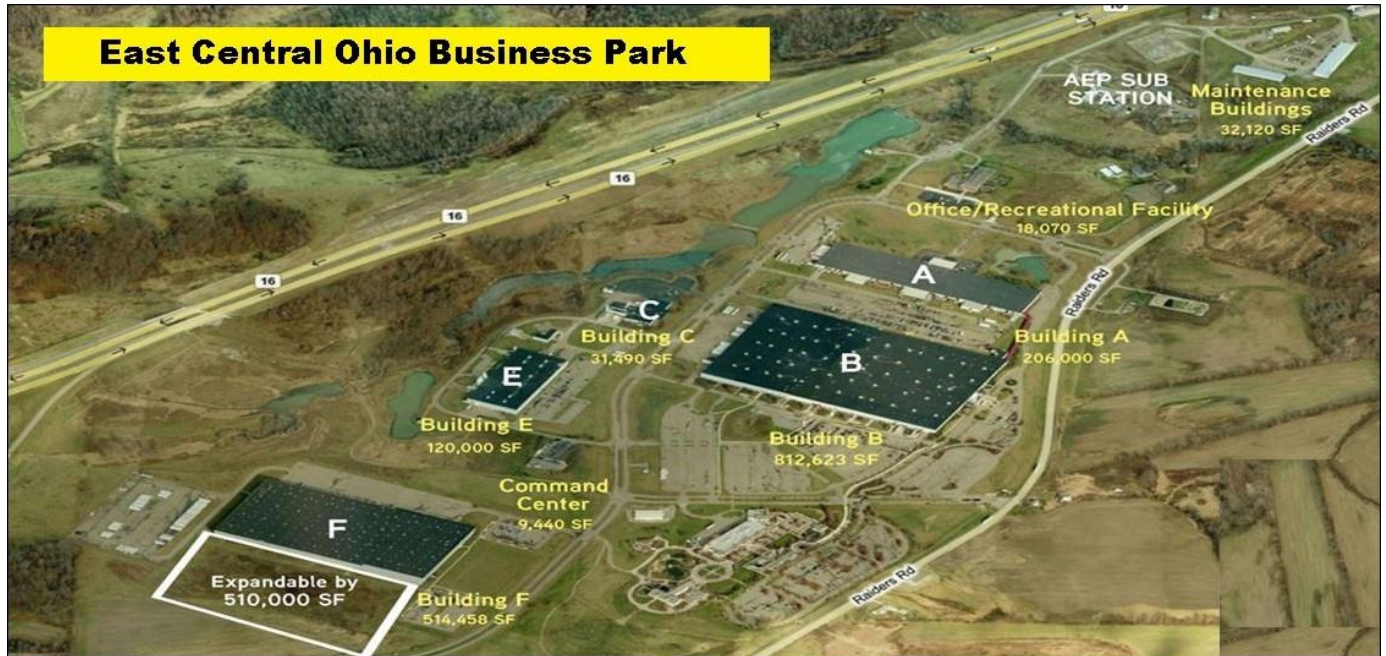 East Central Ohio Business Park
16
AEP SUB
STATION
Maintenance
Buildings
32,120 SF
Raiders Rd
16
16
16
Office/Recreational Facility
18,070 SF
A
Raiders Rd
C
Building C
31,490 SF
Building A
206,000 SF
B
E
Building E
120,000 SF
Building B
812,623 SF
Command
Center
9,440 SF
F
Expandable by
510,000 SF
Building F
514,458 SF
Raiders Rd